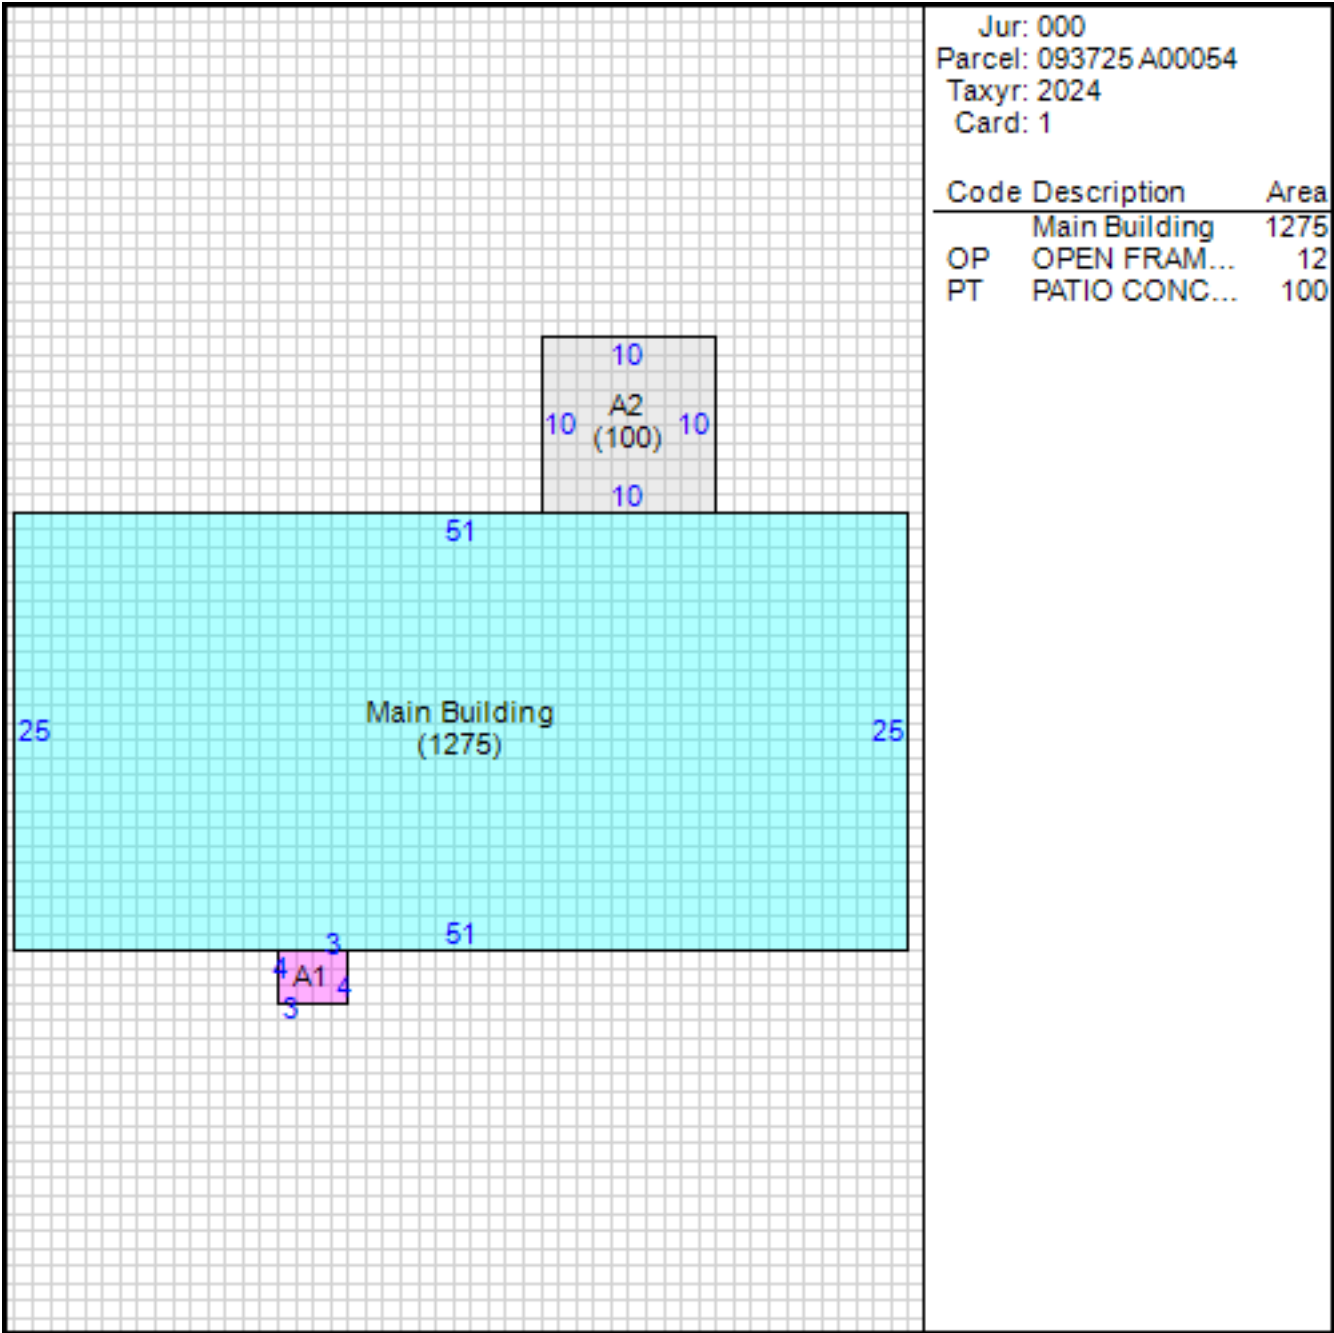 Jur: 000
Parcel: 093725 A00054
Taxyr: 2024
Card: 1
Code Description Area
Main Building 1275
OP OPEN FRAM... 12
PT PATIO CONC... 100
10
A2
10 (100) 10
10
51
Main Building
25 (1275) 25
51
3
4 A1 4
3